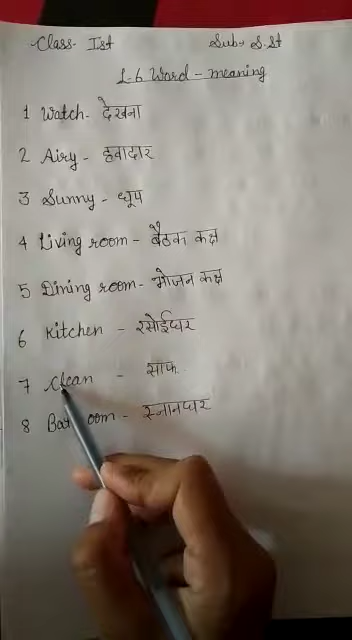 Class- Ist Sub:- S.St
L-6 Word - meaning
1 Watch - देखना
2 Airy - हवादार
3 Sunny - धूप
4 Living room - बैठक कक्ष
5 Dining room - भोजन कक्ष
6 Kitchen - रसोईघर
7 Clean - साफ
8 - स्नानघर